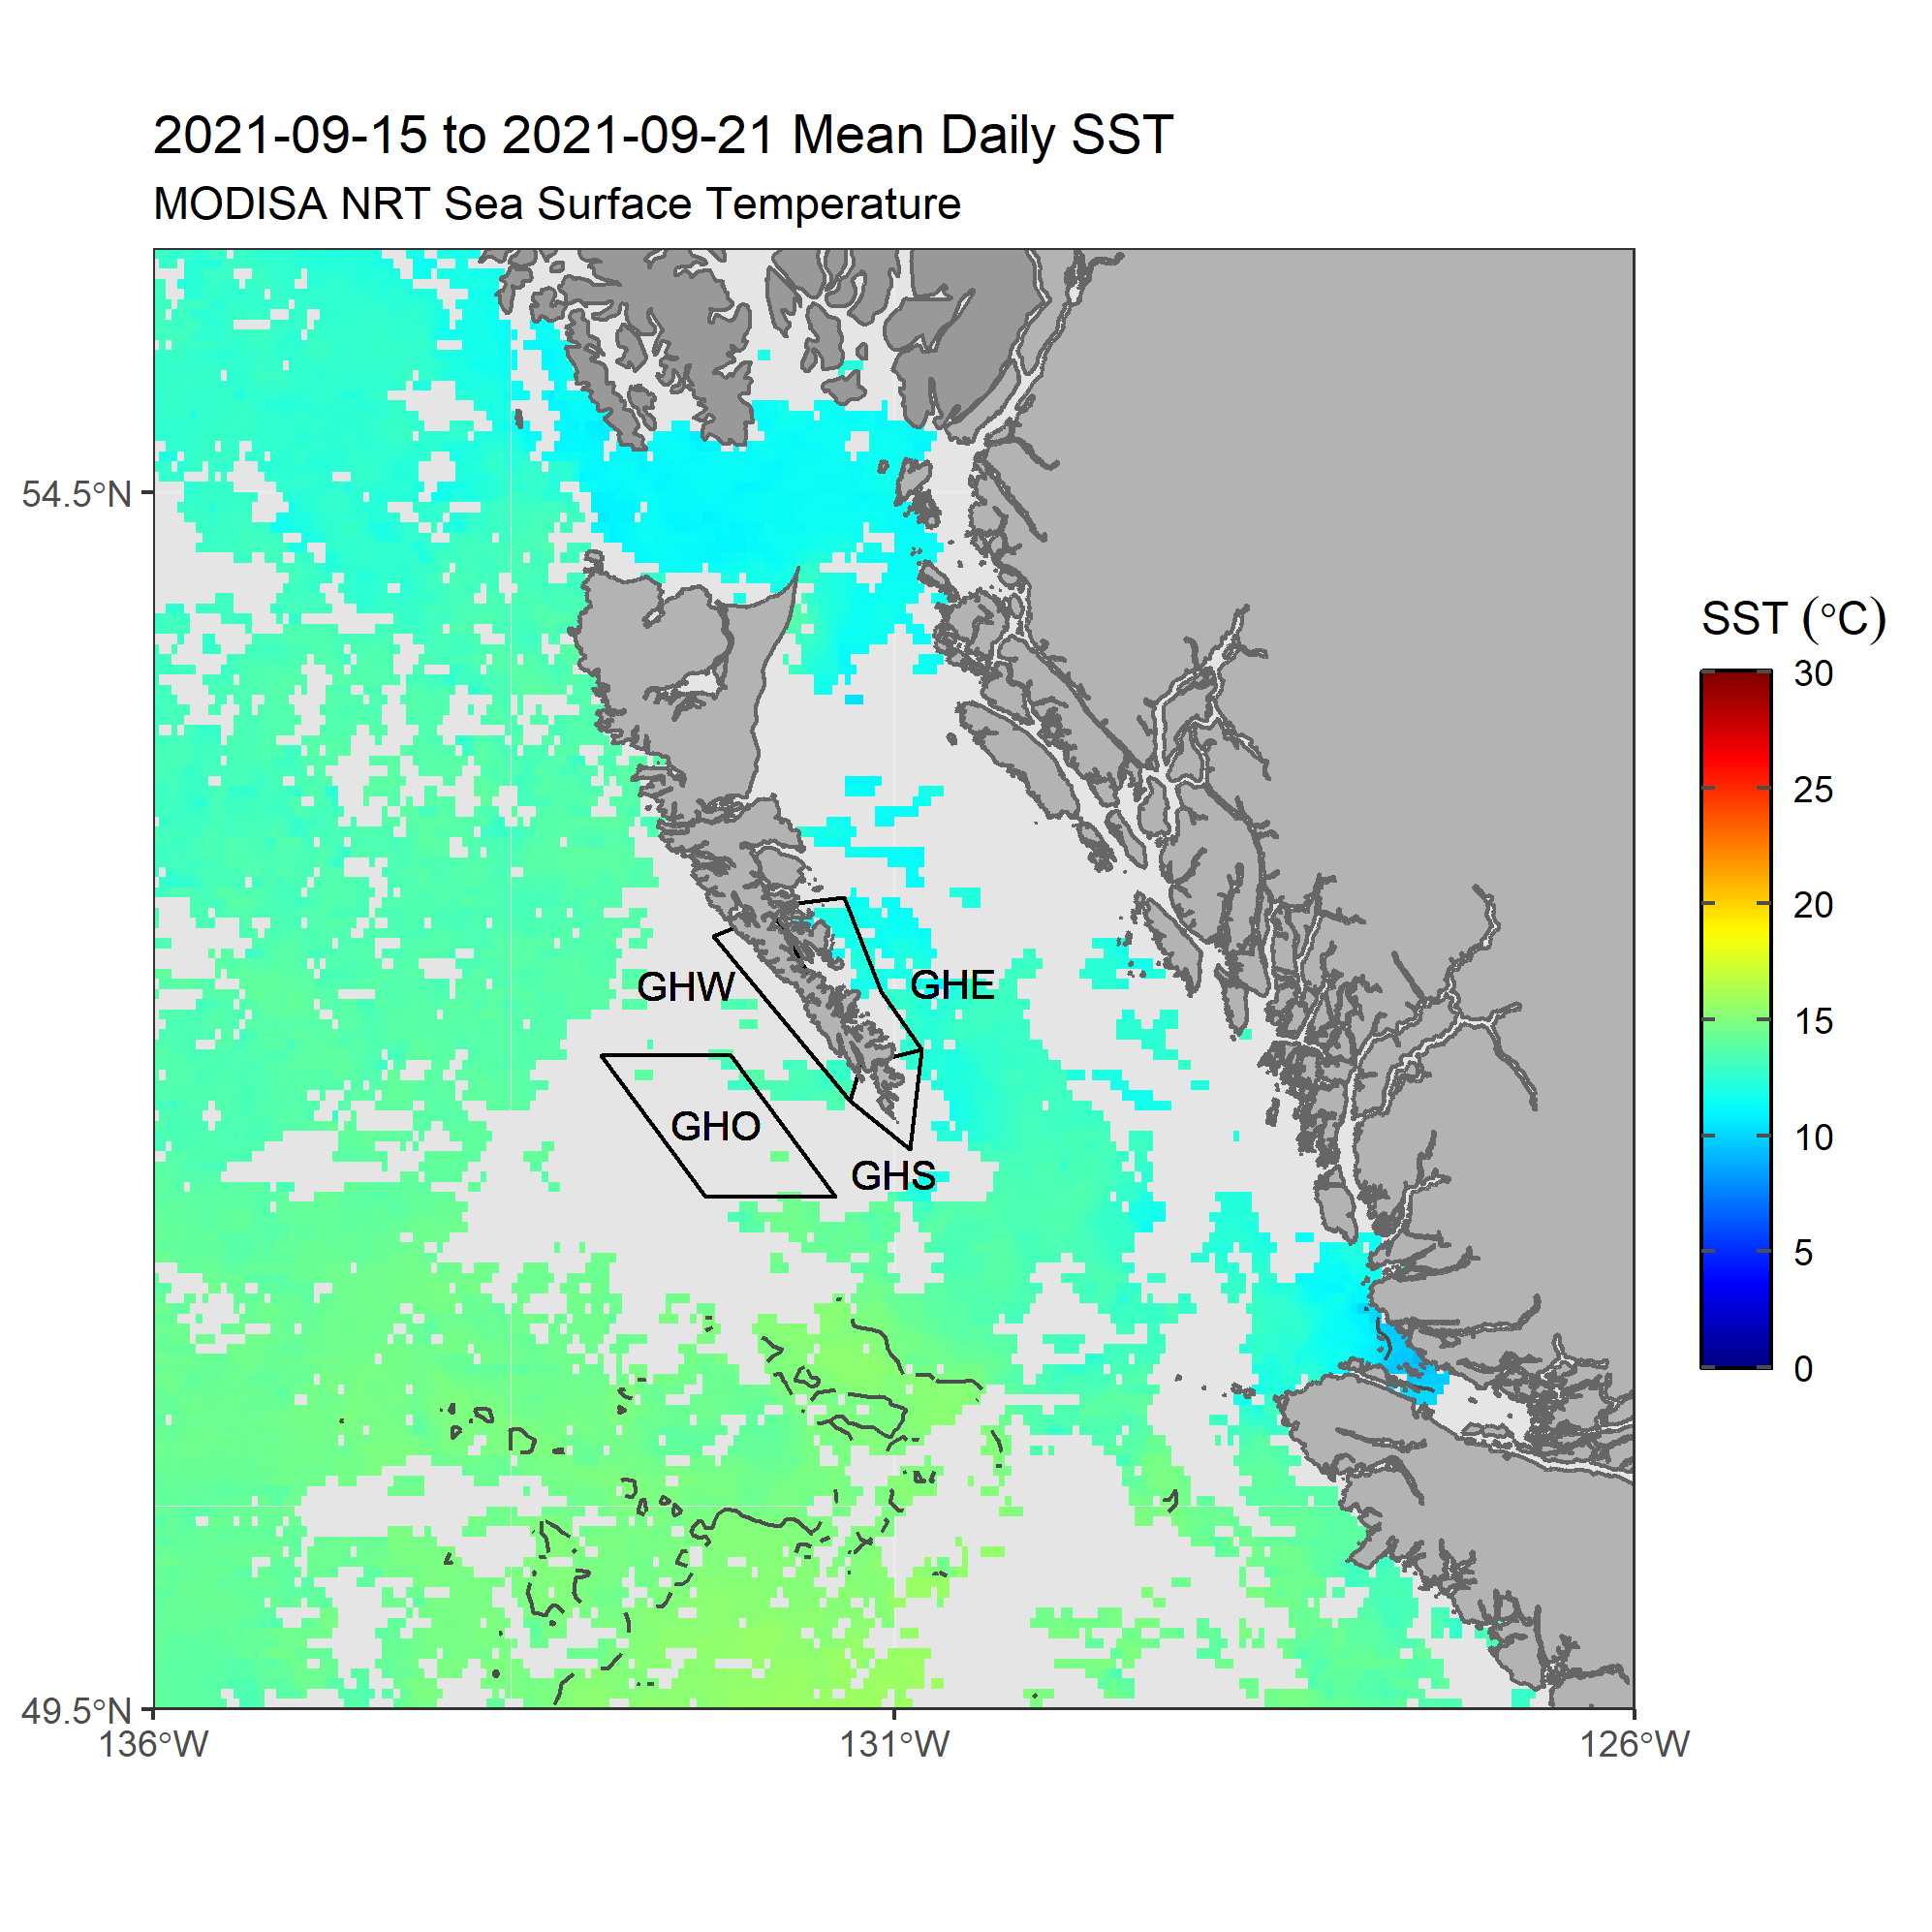 2021-09-15 to 2021-09-21 Mean Daily SST
MODISA NRT Sea Surface Temperature
54.5°N
49.5°N
136°W
131°W
126°W
GHW
GHE
GHO
GHS
SST (°C)
30
25
20
15
10
5
0